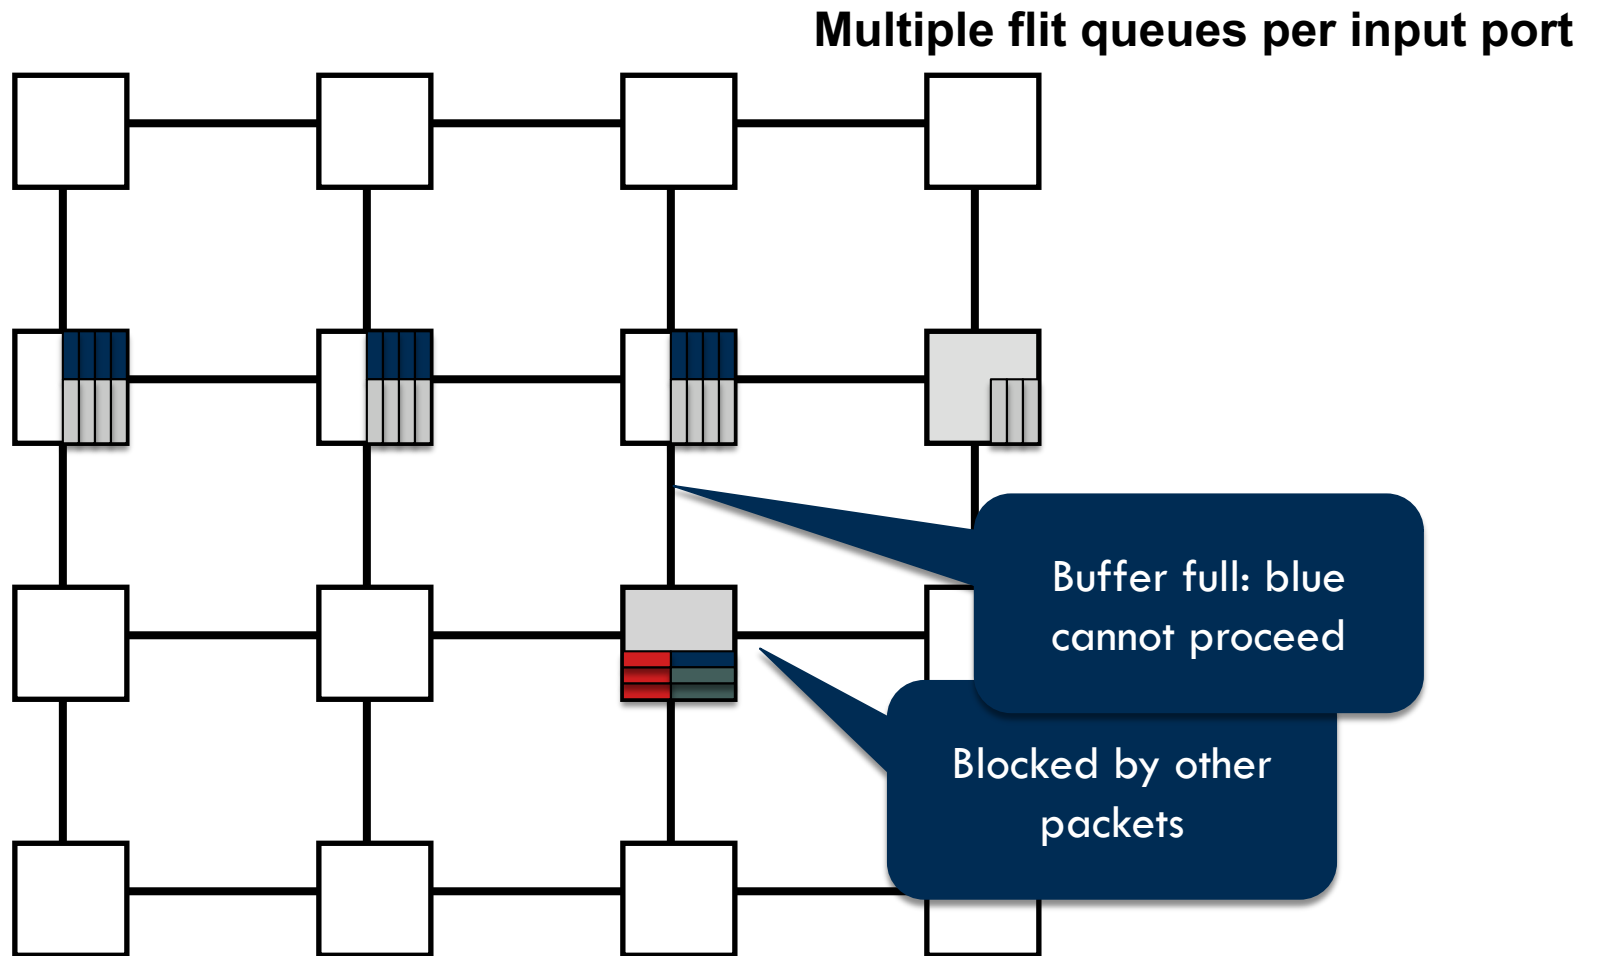 Multiple flit queues per input port
Buffer full: blue
cannot proceed
Blocked by other
packets